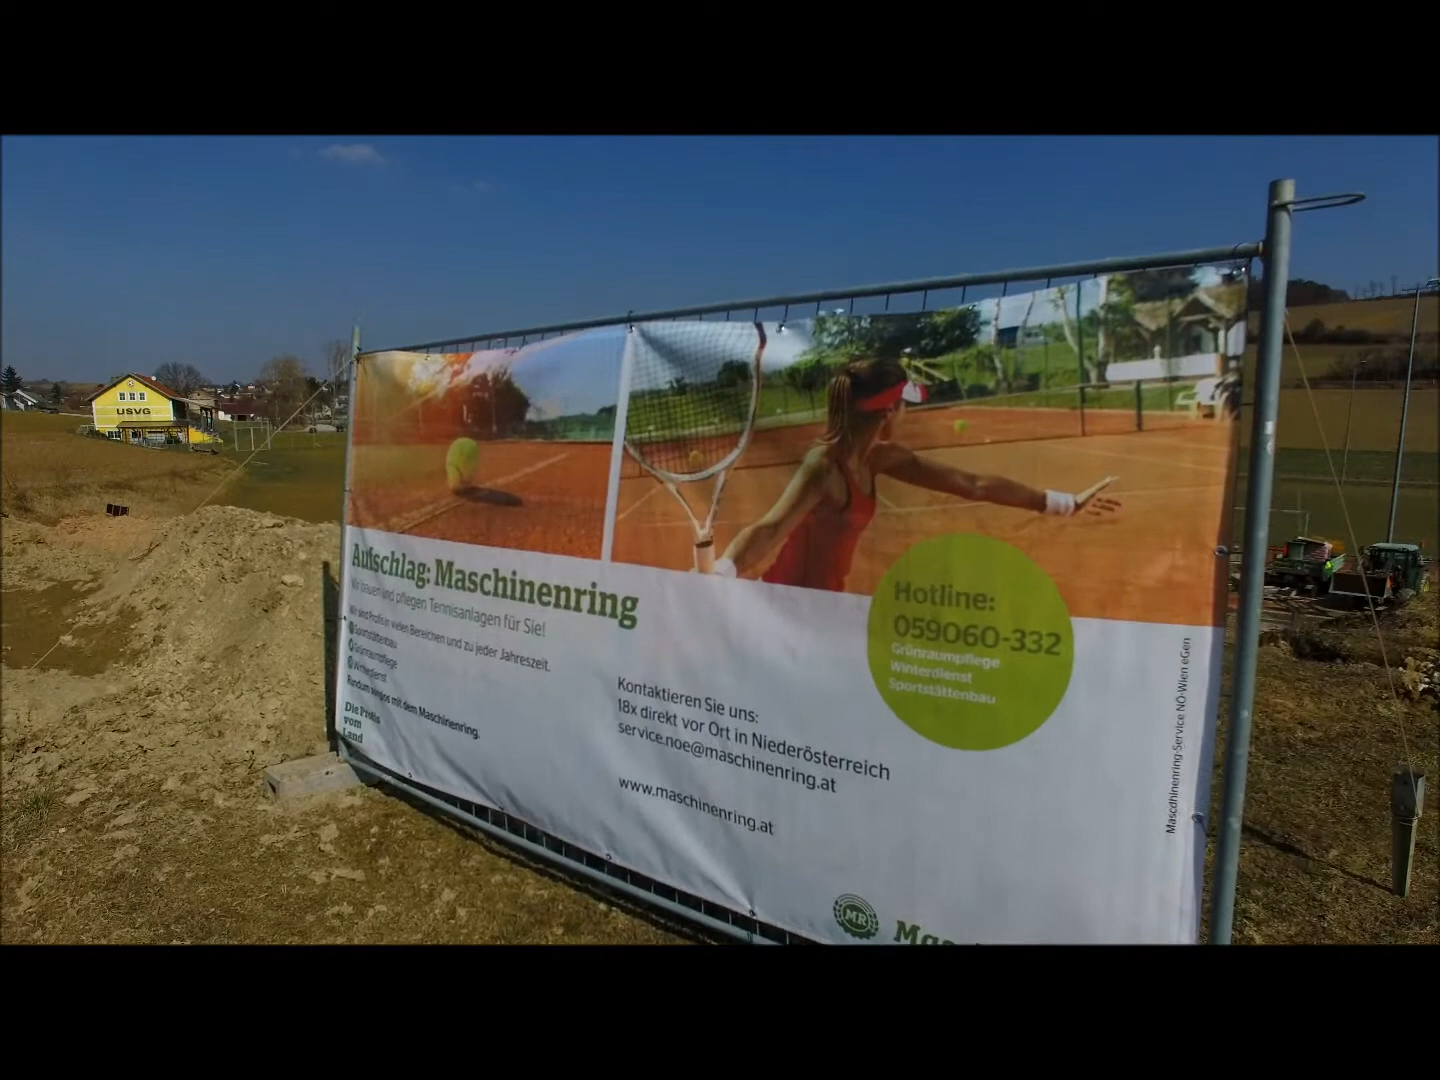 USVG
Aufschlag: Maschinenring
Wir bauen und pflegen Tennisanlagen für Sie!
Wir sind Profis in vielen Bereichen und zu jeder Jahreszeit.
Sportstättenbau
Grünraumpflege
Winterdienst
Rundum sorglos mit dem Maschinenring.
Die Profis
vom
Land
Kontaktieren Sie uns:
18x direkt vor Ort in Niederösterreich
service.noe@maschinenring.at
www.maschinenring.at
Hotline:
059060-332
Grünraumpflege
Winterdienst
Sportstättenbau
Mascdhinenring-Service NÖ-Wien eGen
MR